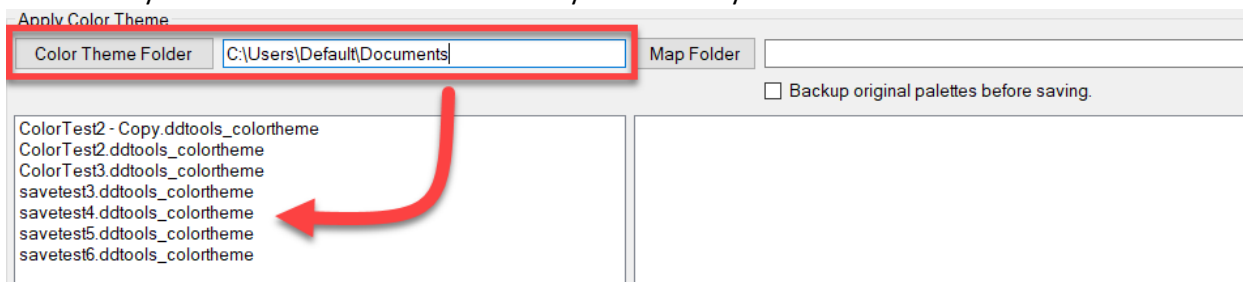 Apply Color Theme
Color Theme Folder C:\Users\Default\Documents Map Folder
Backup original palettes before saving.
ColorTest2 - Copy.ddtools_colortheme
ColorTest2.ddtools_colortheme
ColorTest3.ddtools_colortheme
savetest3.ddtools_colortheme
savetest4.ddtools_colortheme
savetest5.ddtools_colortheme
savetest6.ddtools_colortheme